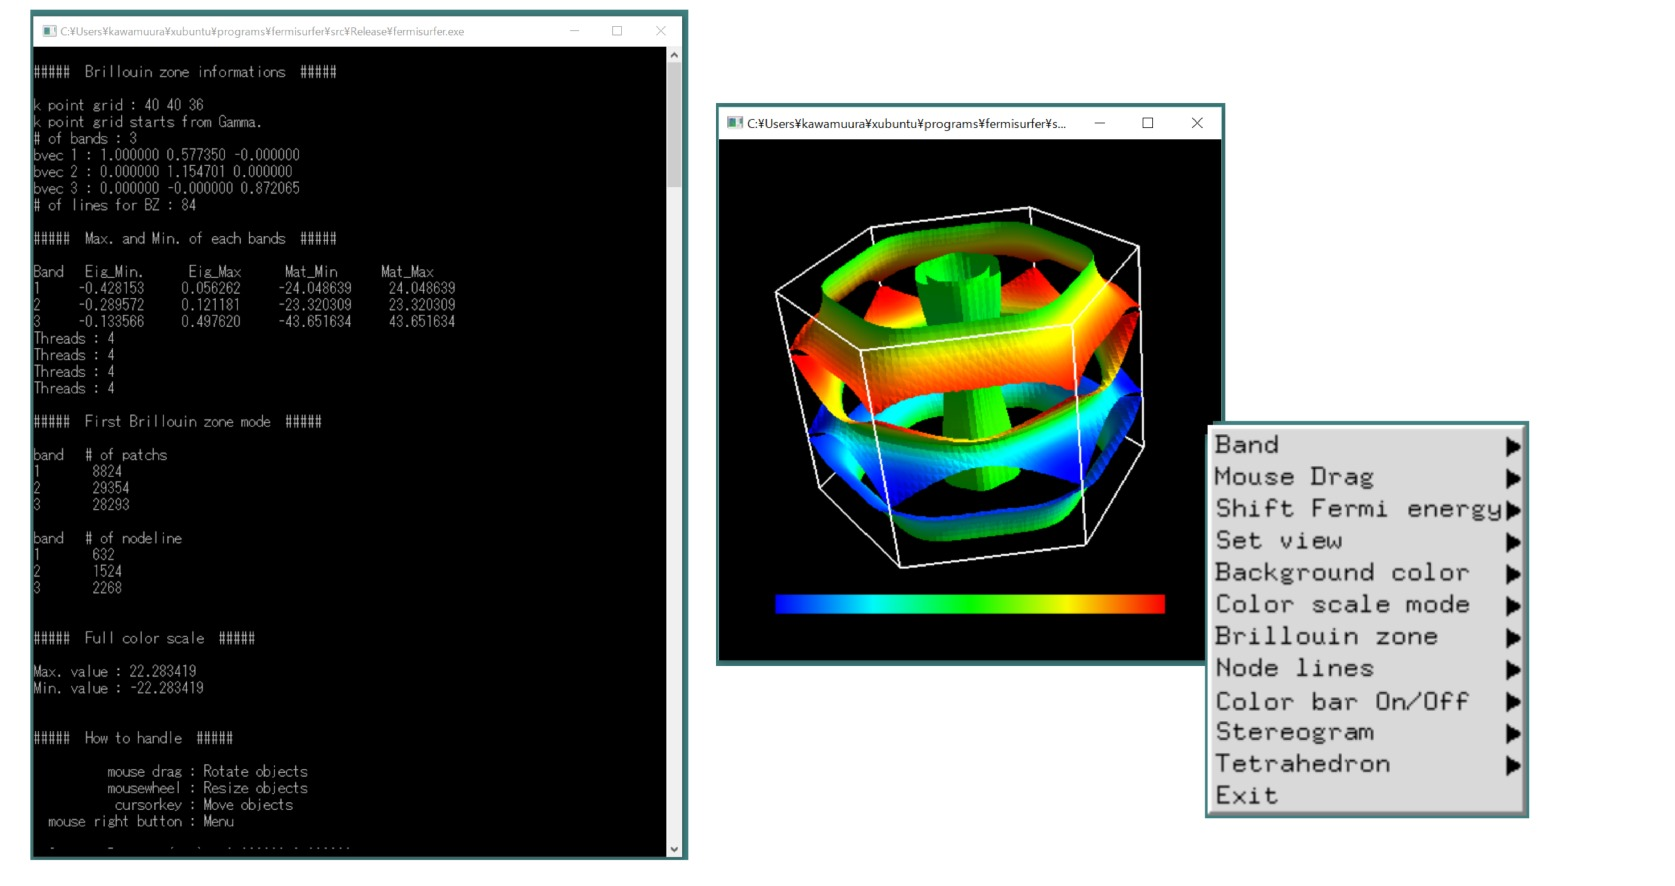 C:¥Users¥kawamuura¥xubuntu¥programs¥fermisurfer¥src¥Release¥fermisurfer.exe
##### Brillouin zone informations #####
k point grid : 40 40 36
k point grid starts from Gamma.
# of bands : 3
bvec 1 : 1.000000 0.577350 -0.000000
bvec 2 : 0.000000 1.154701 0.000000
bvec 3 : 0.000000 -0.000000 0.872065
# of lines for BZ : 84
##### Max. and Min. of each bands #####
Band Eig_Min. Eig_Max Mat_Min Mat_Max
1 -0.428153 0.056262 -24.048639 24.048639
2 -0.289572 0.121181 -23.320309 23.320309
3 -0.133566 0.497620 -43.651634 43.651634
Threads : 4
Threads : 4
Threads : 4
Threads : 4
##### First Brillouin zone mode #####
band # of patchs
1 8824
2 29354
3 28293
band # of nodeline
1 632
2 1524
3 2268
##### Full color scale #####
Max. value : 22.283419
Min. value : -22.283419
##### How to handle #####
mouse drag : Rotate objects
mousewheel : Resize objects
cursorkey : Move objects
mouse right button : Menu
C:¥Users¥kawamuura¥xubuntu¥programs¥fermisurfer¥s...
Band
Mouse Drag
Shift Fermi energy
Set view
Background color
Color scale mode
Brillouin zone
Node lines
Color bar On/Off
Stereogram
Tetrahedron
Exit